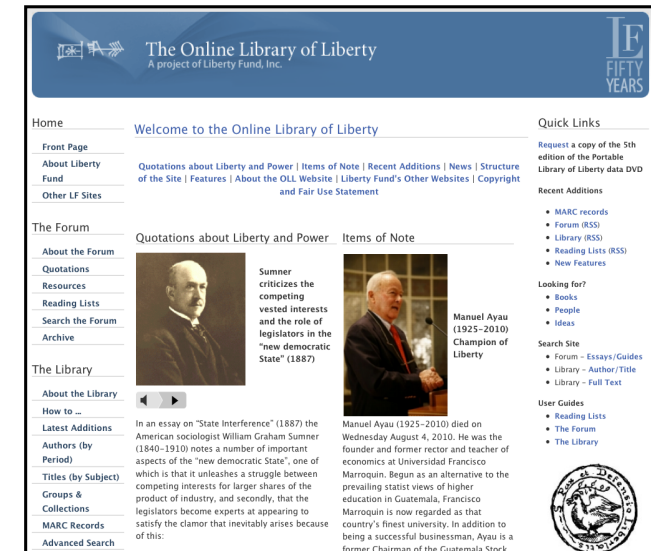 The Online Library of Liberty
A project of Liberty Fund, Inc.
LF
FIFTY
YEARS
Home
Front Page
About Liberty
Fund
Other LF Sites
The Forum
About the Forum
Quotations
Resources
Reading Lists
Search the Forum
Archive
The Library
About the Library
How to ...
Latest Additions
Authors (by
Period)
Titles (by Subject)
Groups &
Collections
MARC Records
Advanced Search
Welcome to the Online Library of Liberty
Quotations about Liberty and Power | Items of Note | Recent Additions | News | Structure
of the Site | Features | About the OLL Website | Liberty Fund's Other Websites | Copyright
and Fair Use Statement
Quotations about Liberty and Power
Sumner
criticizes the
competing
vested interests
and the role of
legislators in the
"new democratic
State" (1887)
In an essay on "State Interference" (1887) the
American sociologist William Graham Sumner
(1840-1910) notes a number of important
aspects of the "new democratic State", one of
which is that it unleashes a struggle between
competing interests for larger shares of the
product of industry, and secondly, that the
legislators become experts at appearing to
satisfy the clamor that inevitably arises because
of this:
Items of Note
Manuel Ayau
(1925-2010)
Champion of
Liberty
Manuel Ayau (1925-2010) died on
Wednesday August 4, 2010. He was the
founder and former rector and teacher of
economics at Universidad Francisco
Marroquin. Begun as an alternative to the
prevailing statist views of higher
education in Guatemala, Francisco
Marroquin is now regarded as that
country's finest university. In addition to
being a successful businessman, Ayau is a
former Chairman of the Guatemala Stock
Quick Links
Request a copy of the 5th
edition of the Portable
Library of Liberty data DVD
Recent Additions
MARC records
Forum (RSS)
Library (RSS)
Reading Lists (RSS)
New Features
Looking for?
Books
People
Ideas
Search Site
Forum - Essays/Guides
Library - Author/Title
Library - Full Text
User Guides
Reading Lists
The Forum
The Library
Pax et Defensio Libertatis